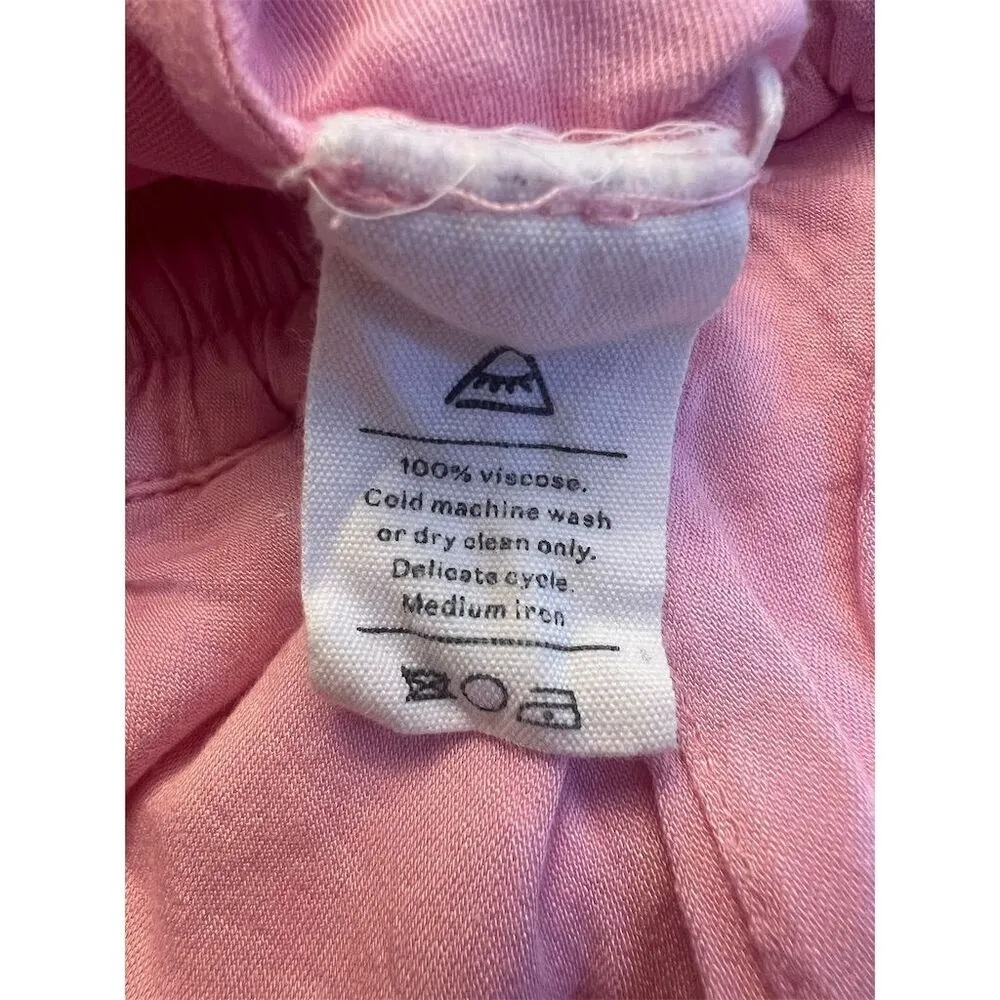 100% viscose.
Cold machine wash
or dry clean only.
Delicate cycle.
Medium iron